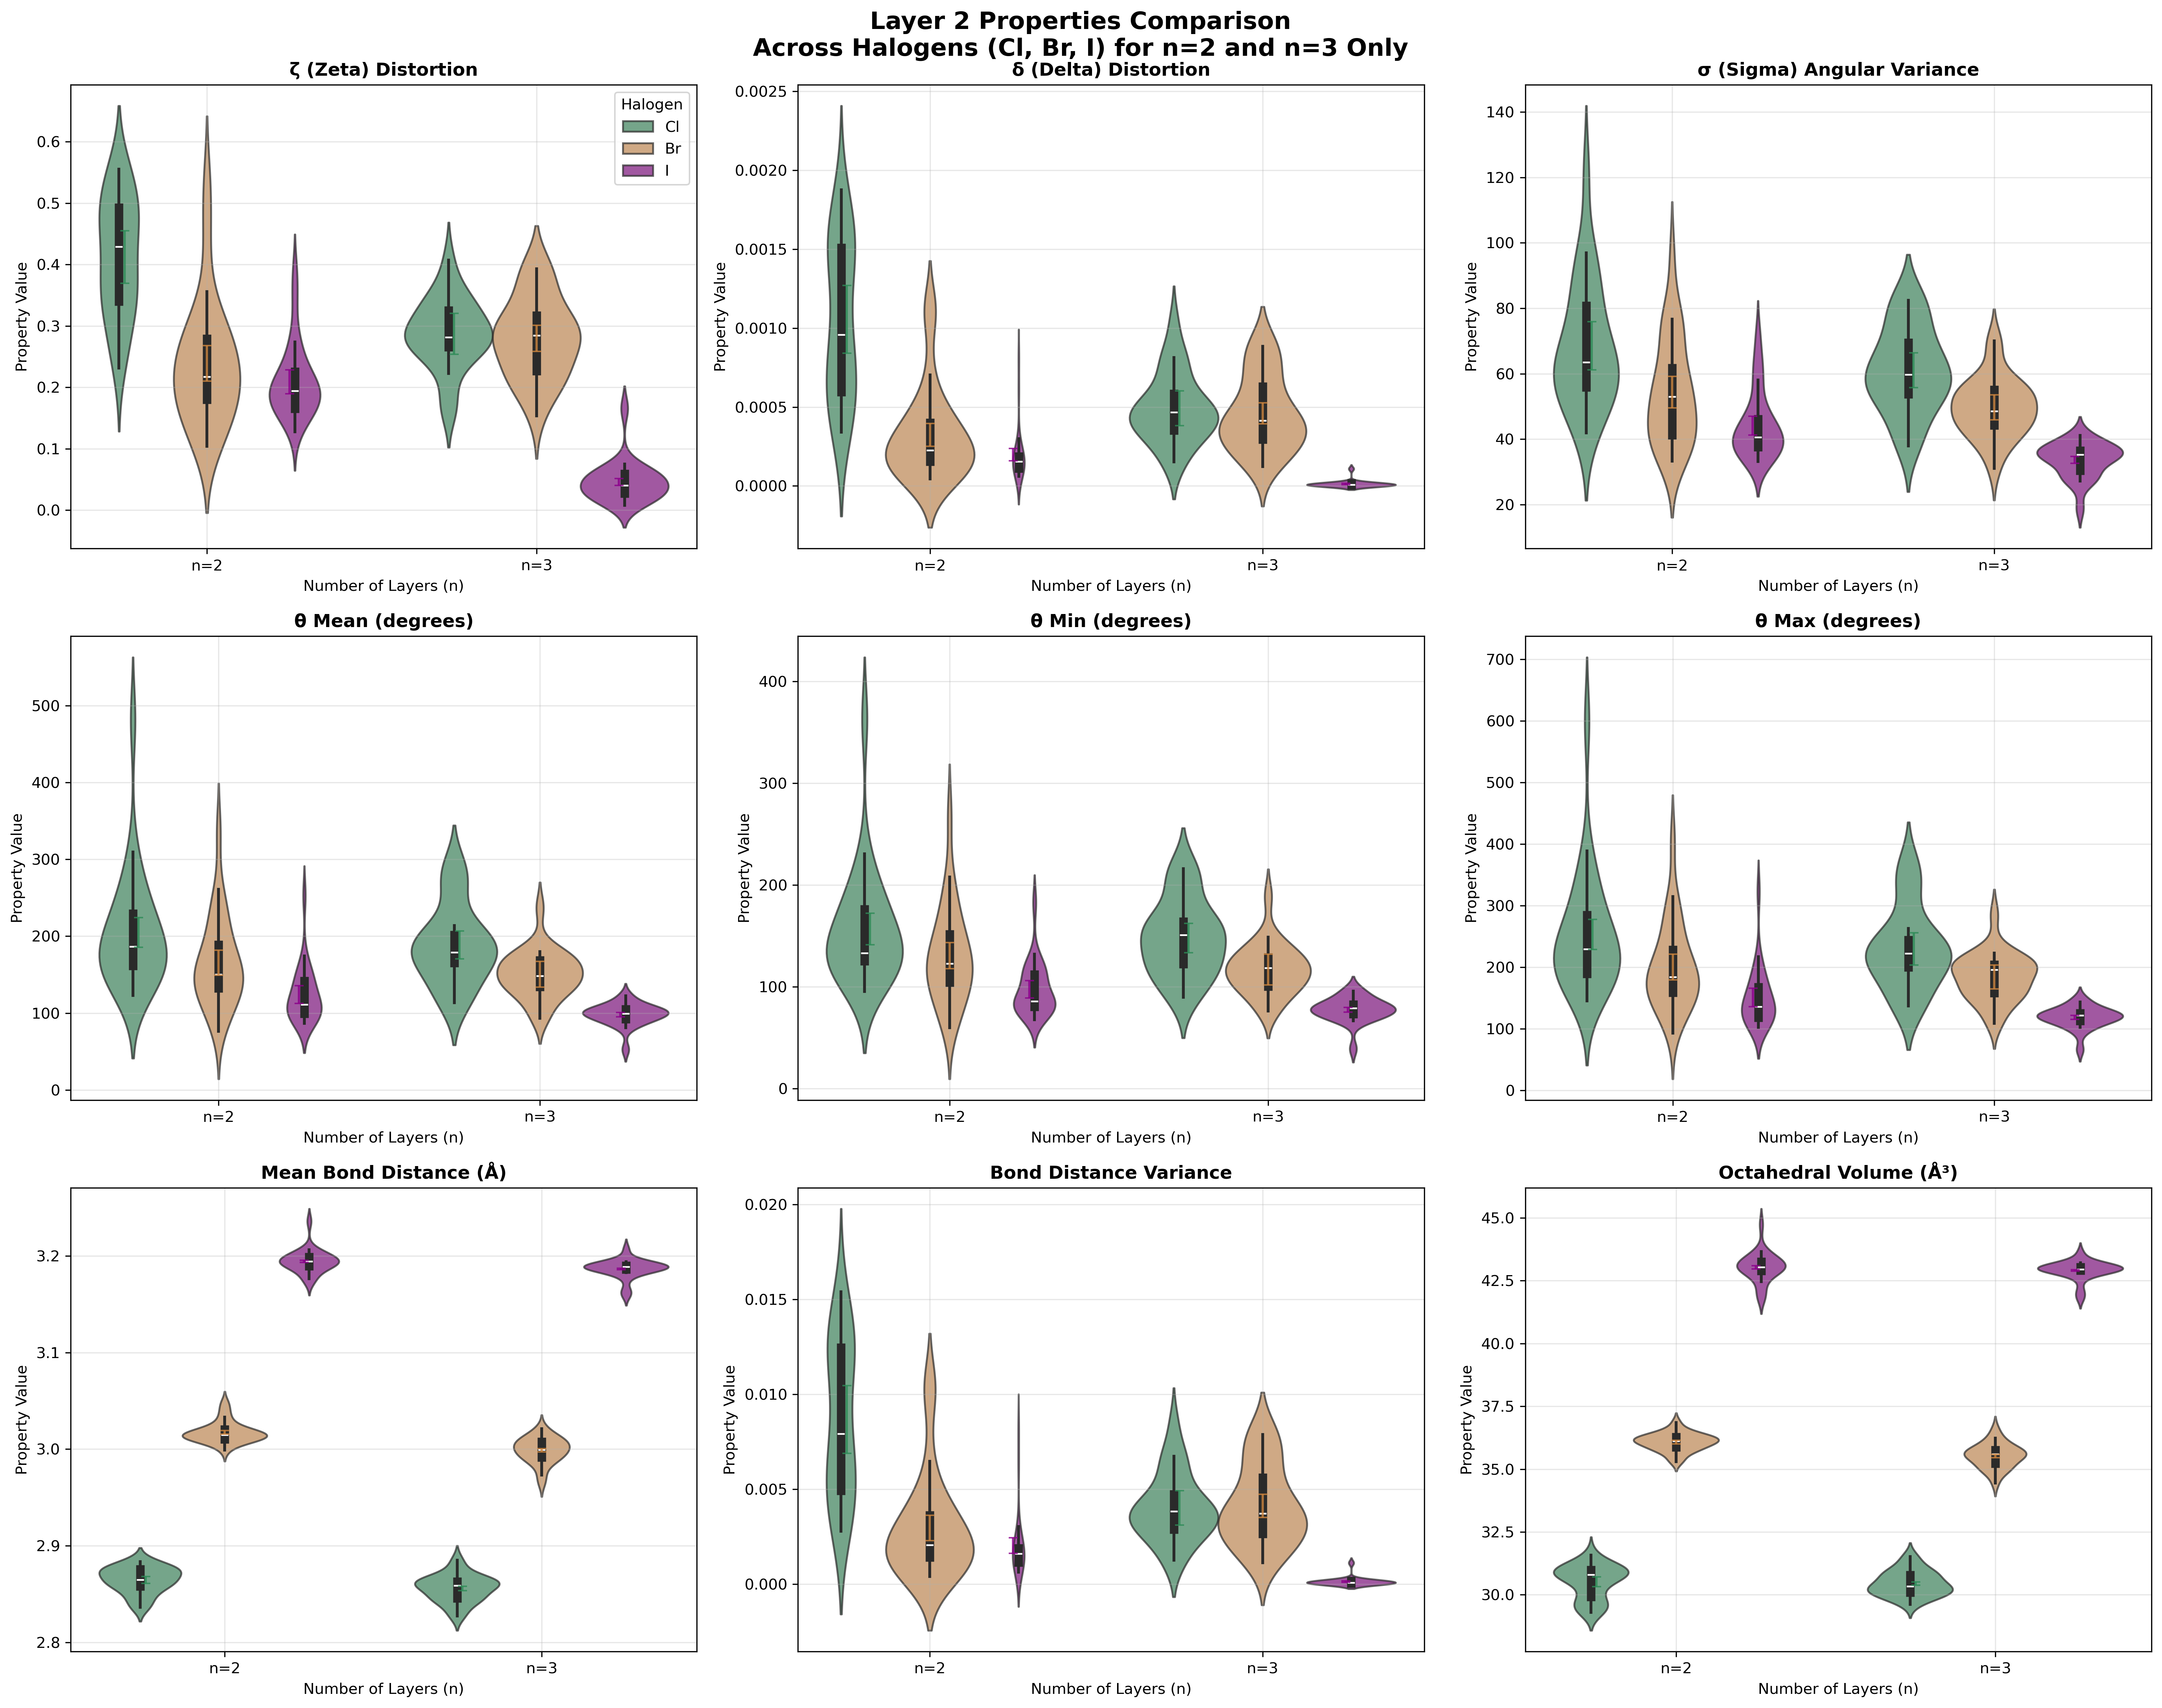 Layer 2 Properties Comparison
Across Halogens (Cl, Br, I) for n=2 and n=3 Only
ζ (Zeta) Distortion
Property Value
0.6
0.5
0.4
0.3
0.2
0.1
0.0
Halogen
Cl
Br
I
n=2
n=3
Number of Layers (n)
δ (Delta) Distortion
Property Value
0.0025
0.0020
0.0015
0.0010
0.0005
0.0000
n=2
n=3
Number of Layers (n)
σ (Sigma) Angular Variance
Property Value
140
120
100
80
60
40
20
n=2
n=3
Number of Layers (n)
θ Mean (degrees)
Property Value
500
400
300
200
100
0
n=2
n=3
Number of Layers (n)
θ Min (degrees)
Property Value
400
300
200
100
0
n=2
n=3
Number of Layers (n)
θ Max (degrees)
Property Value
700
600
500
400
300
200
100
0
n=2
n=3
Number of Layers (n)
Mean Bond Distance (Å)
Property Value
3.2
3.1
3.0
2.9
2.8
n=2
n=3
Number of Layers (n)
Bond Distance Variance
Property Value
0.020
0.015
0.010
0.005
0.000
n=2
n=3
Number of Layers (n)
Octahedral Volume (Å³)
Property Value
45.0
42.5
40.0
37.5
35.0
32.5
30.0
n=2
n=3
Number of Layers (n)